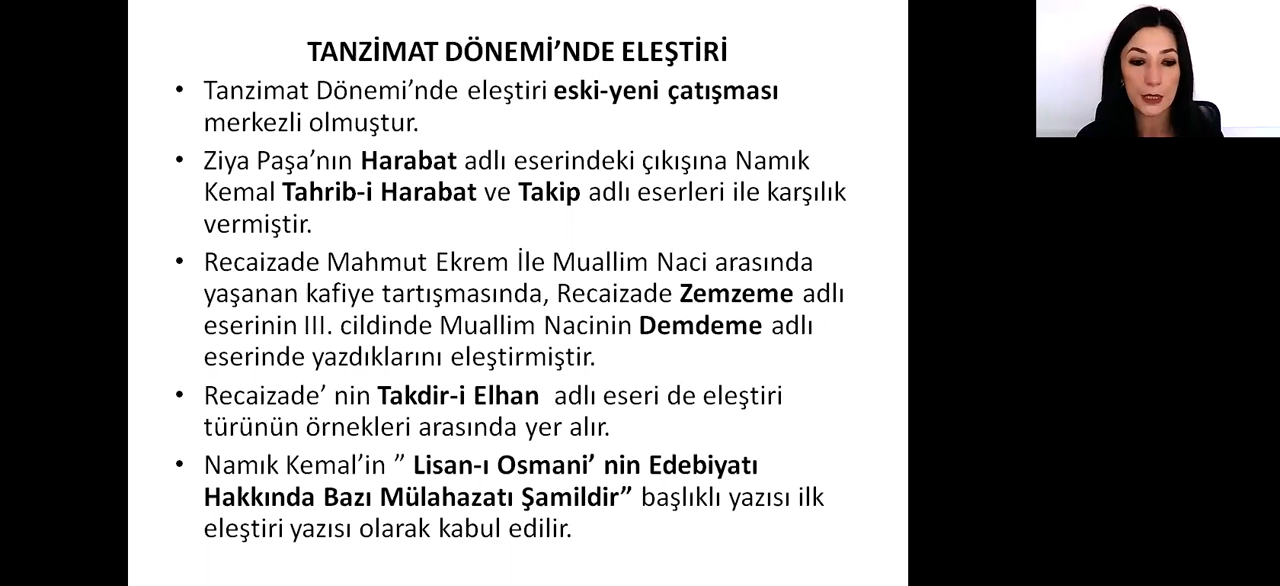 TANZİMAT DÖNEMİ’NDE ELEŞTİRİ
• Tanzimat Dönemi’nde eleştiri eski-yeni çatışması
merkezli olmuştur.
• Ziya Paşa’nın Harabat adlı eserindeki çıkışına Namık
Kemal Tahrib-i Harabat ve Takip adlı eserleri ile karşılık
vermiştir.
• Recaizade Mahmut Ekrem İle Muallim Naci arasında
yaşanan kafiye tartışmasında, Recaizade Zemzeme adlı
eserinin III. cildinde Muallim Nacinin Demdeme adlı
eserinde yazdıklarını eleştirmiştir.
• Recaizade’ nin Takdir-i Elhan adlı eseri de eleştiri
türünün örnekleri arasında yer alır.
• Namık Kemal’in ” Lisan-ı Osmani’ nin Edebiyatı
Hakkında Bazı Mülahazatı Şamildir” başlıklı yazısı ilk
eleştiri yazısı olarak kabul edilir.